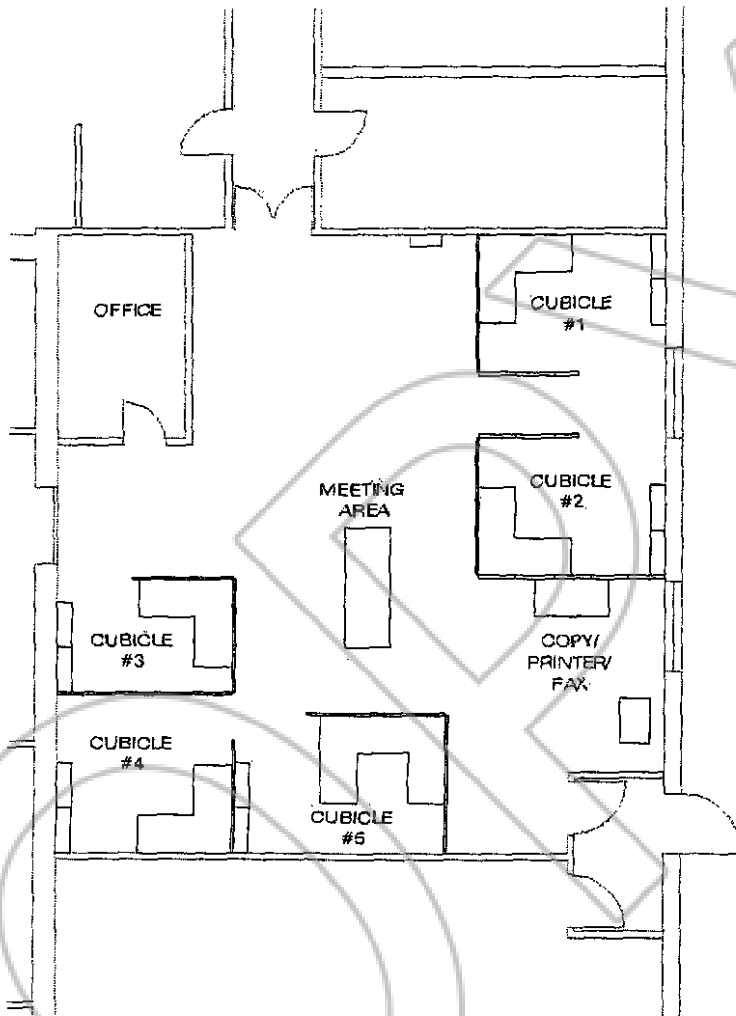 OFFICE
CUBICLE
#1
MEETING
AREA
CUBICLE
#2
CUBICLE
#3
COPY/
PRINTER/
FAX
CUBICLE
#4
CUBICLE
#5